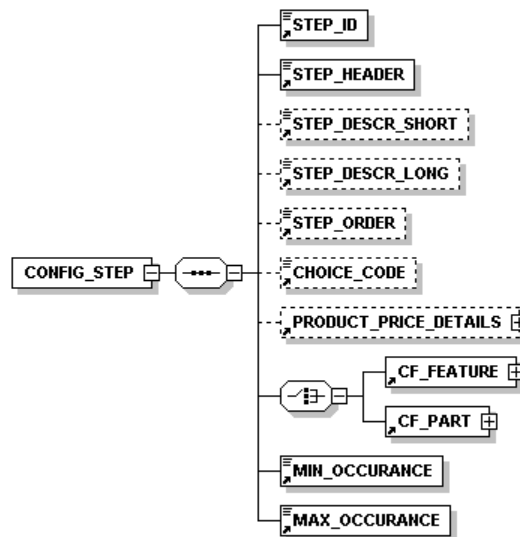 STEP_ID
STEP_HEADER
STEP_DESCR_SHORT
STEP_DESCR_LONG
STEP_ORDER
CONFIG_STEP
CHOICE_CODE
PRODUCT_PRICE_DETAILS
CF_FEATURE
CF_PART
MIN_OCCURANCE
MAX_OCCURANCE